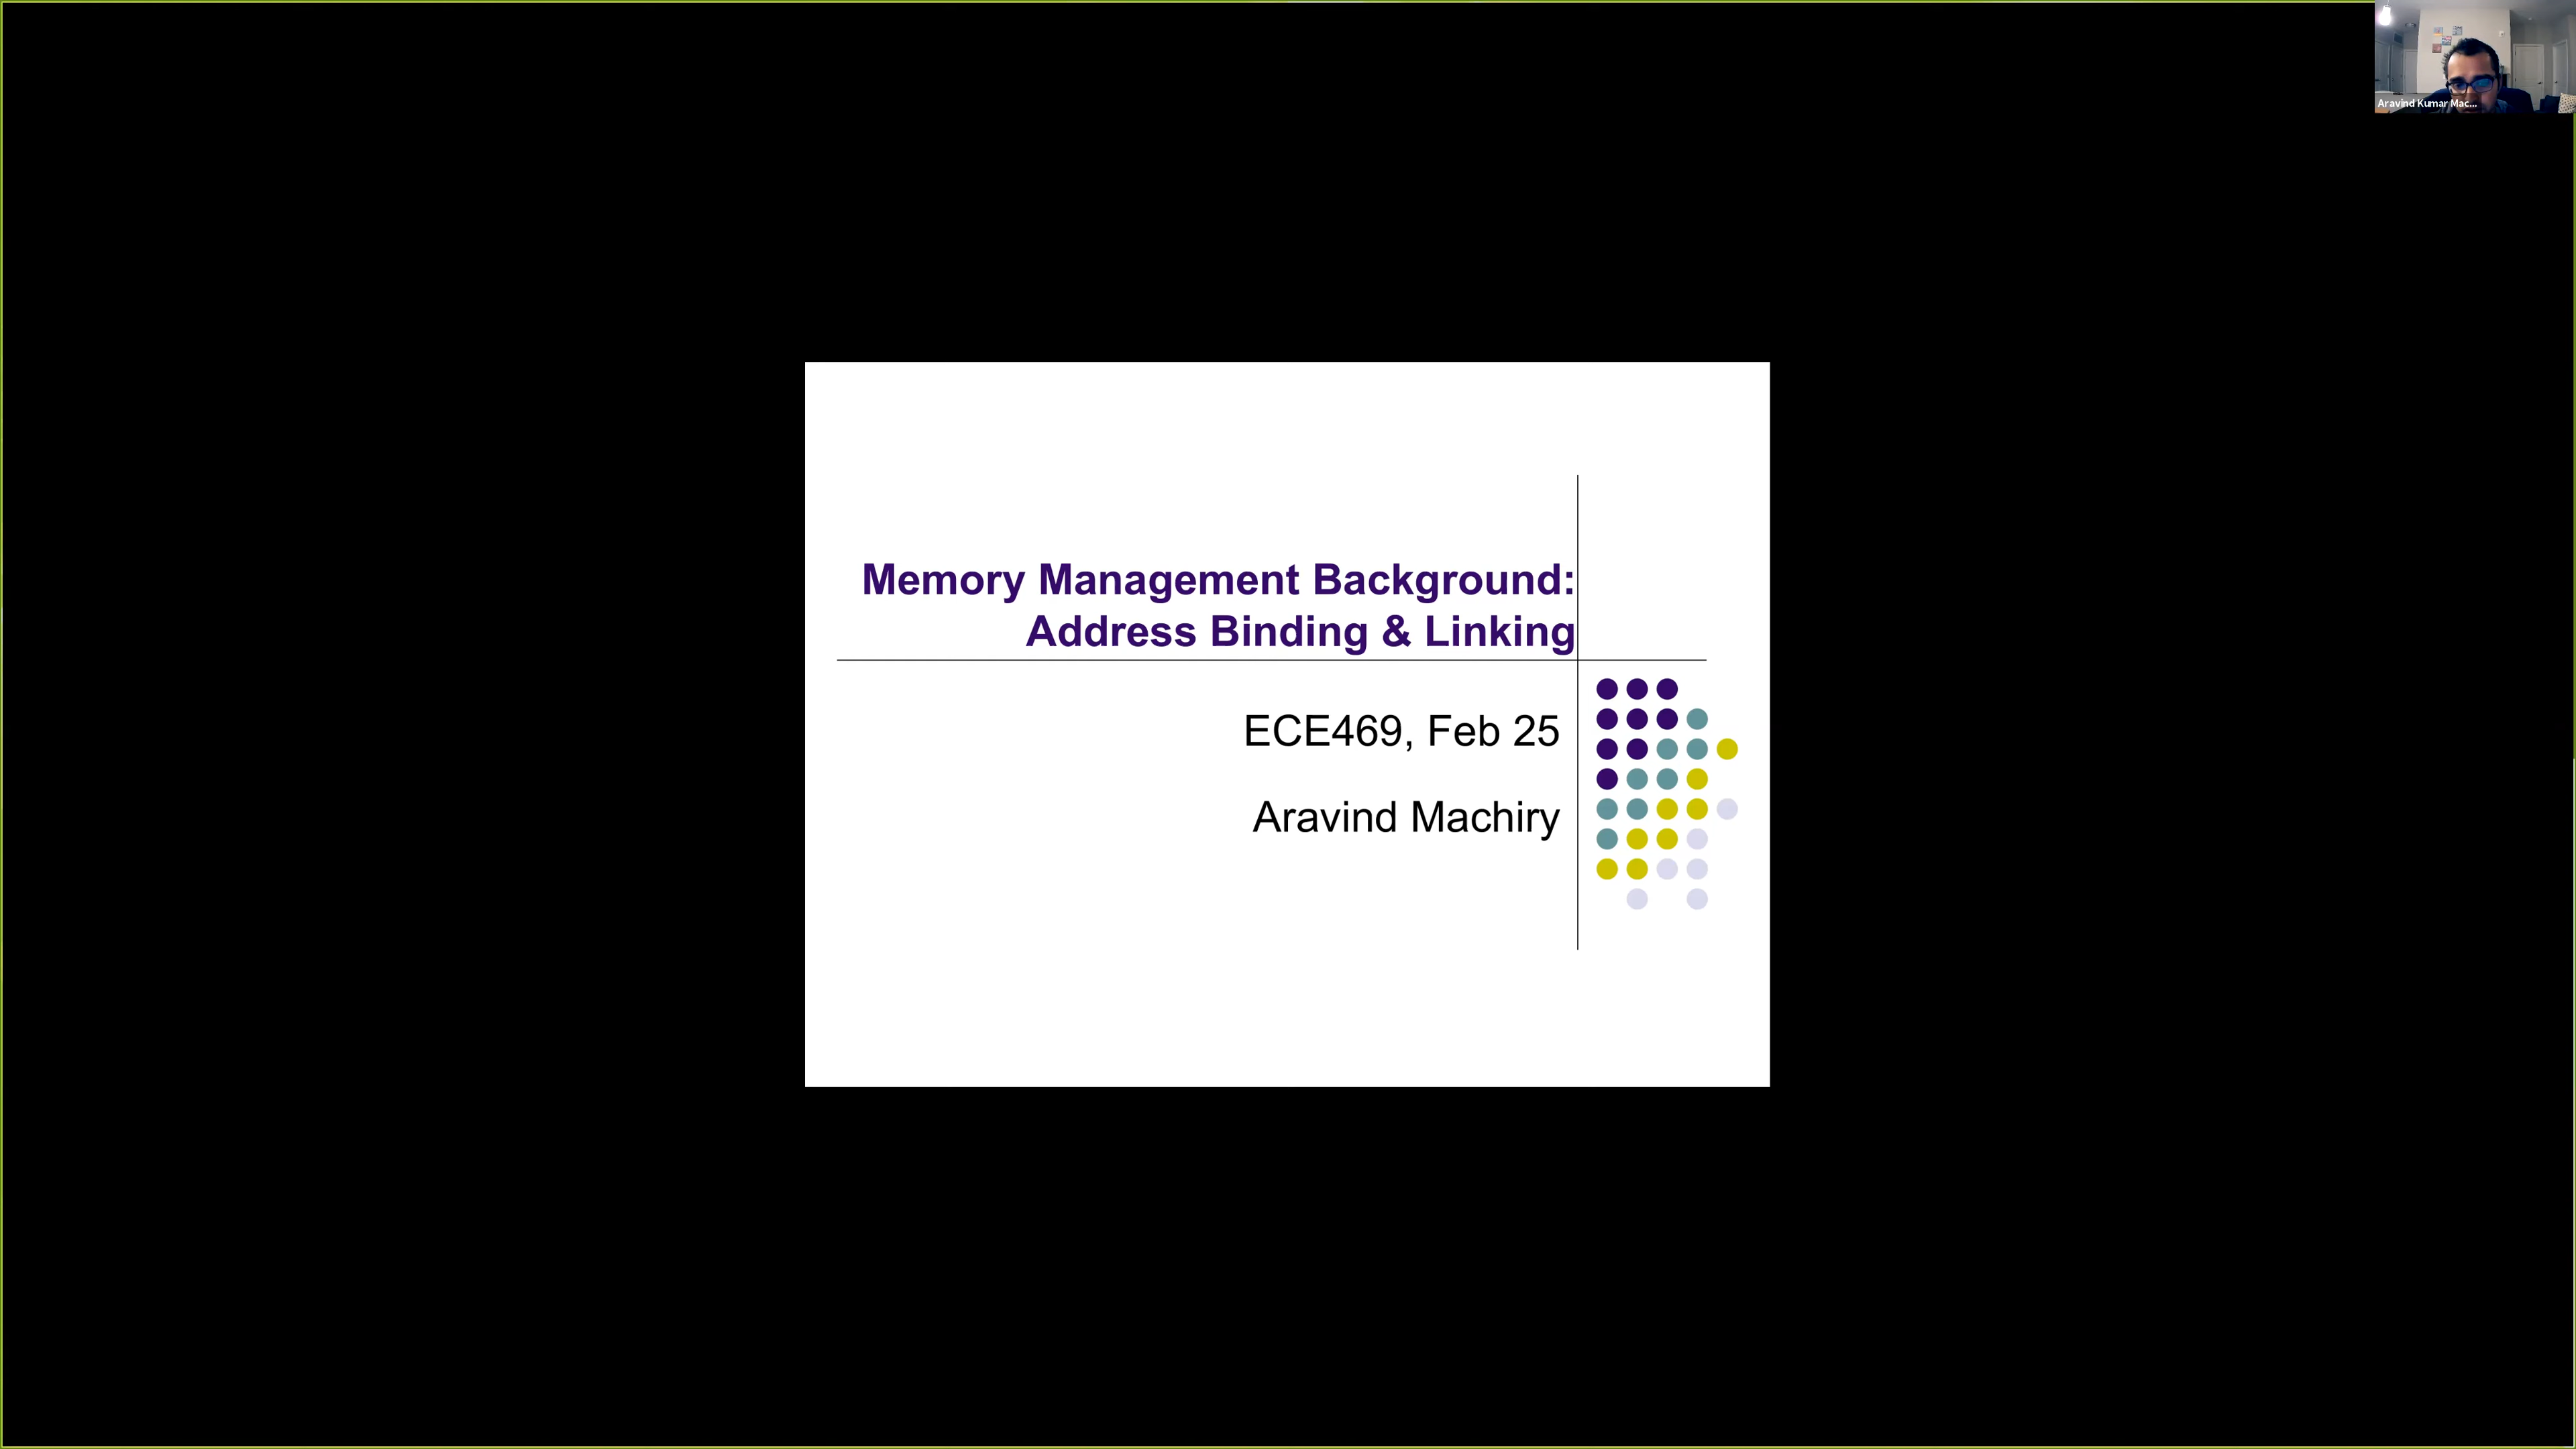 Aravind Kumar Mac...
Memory Management Background:
Address Binding & Linking
ECE469, Feb 25
Aravind Machiry